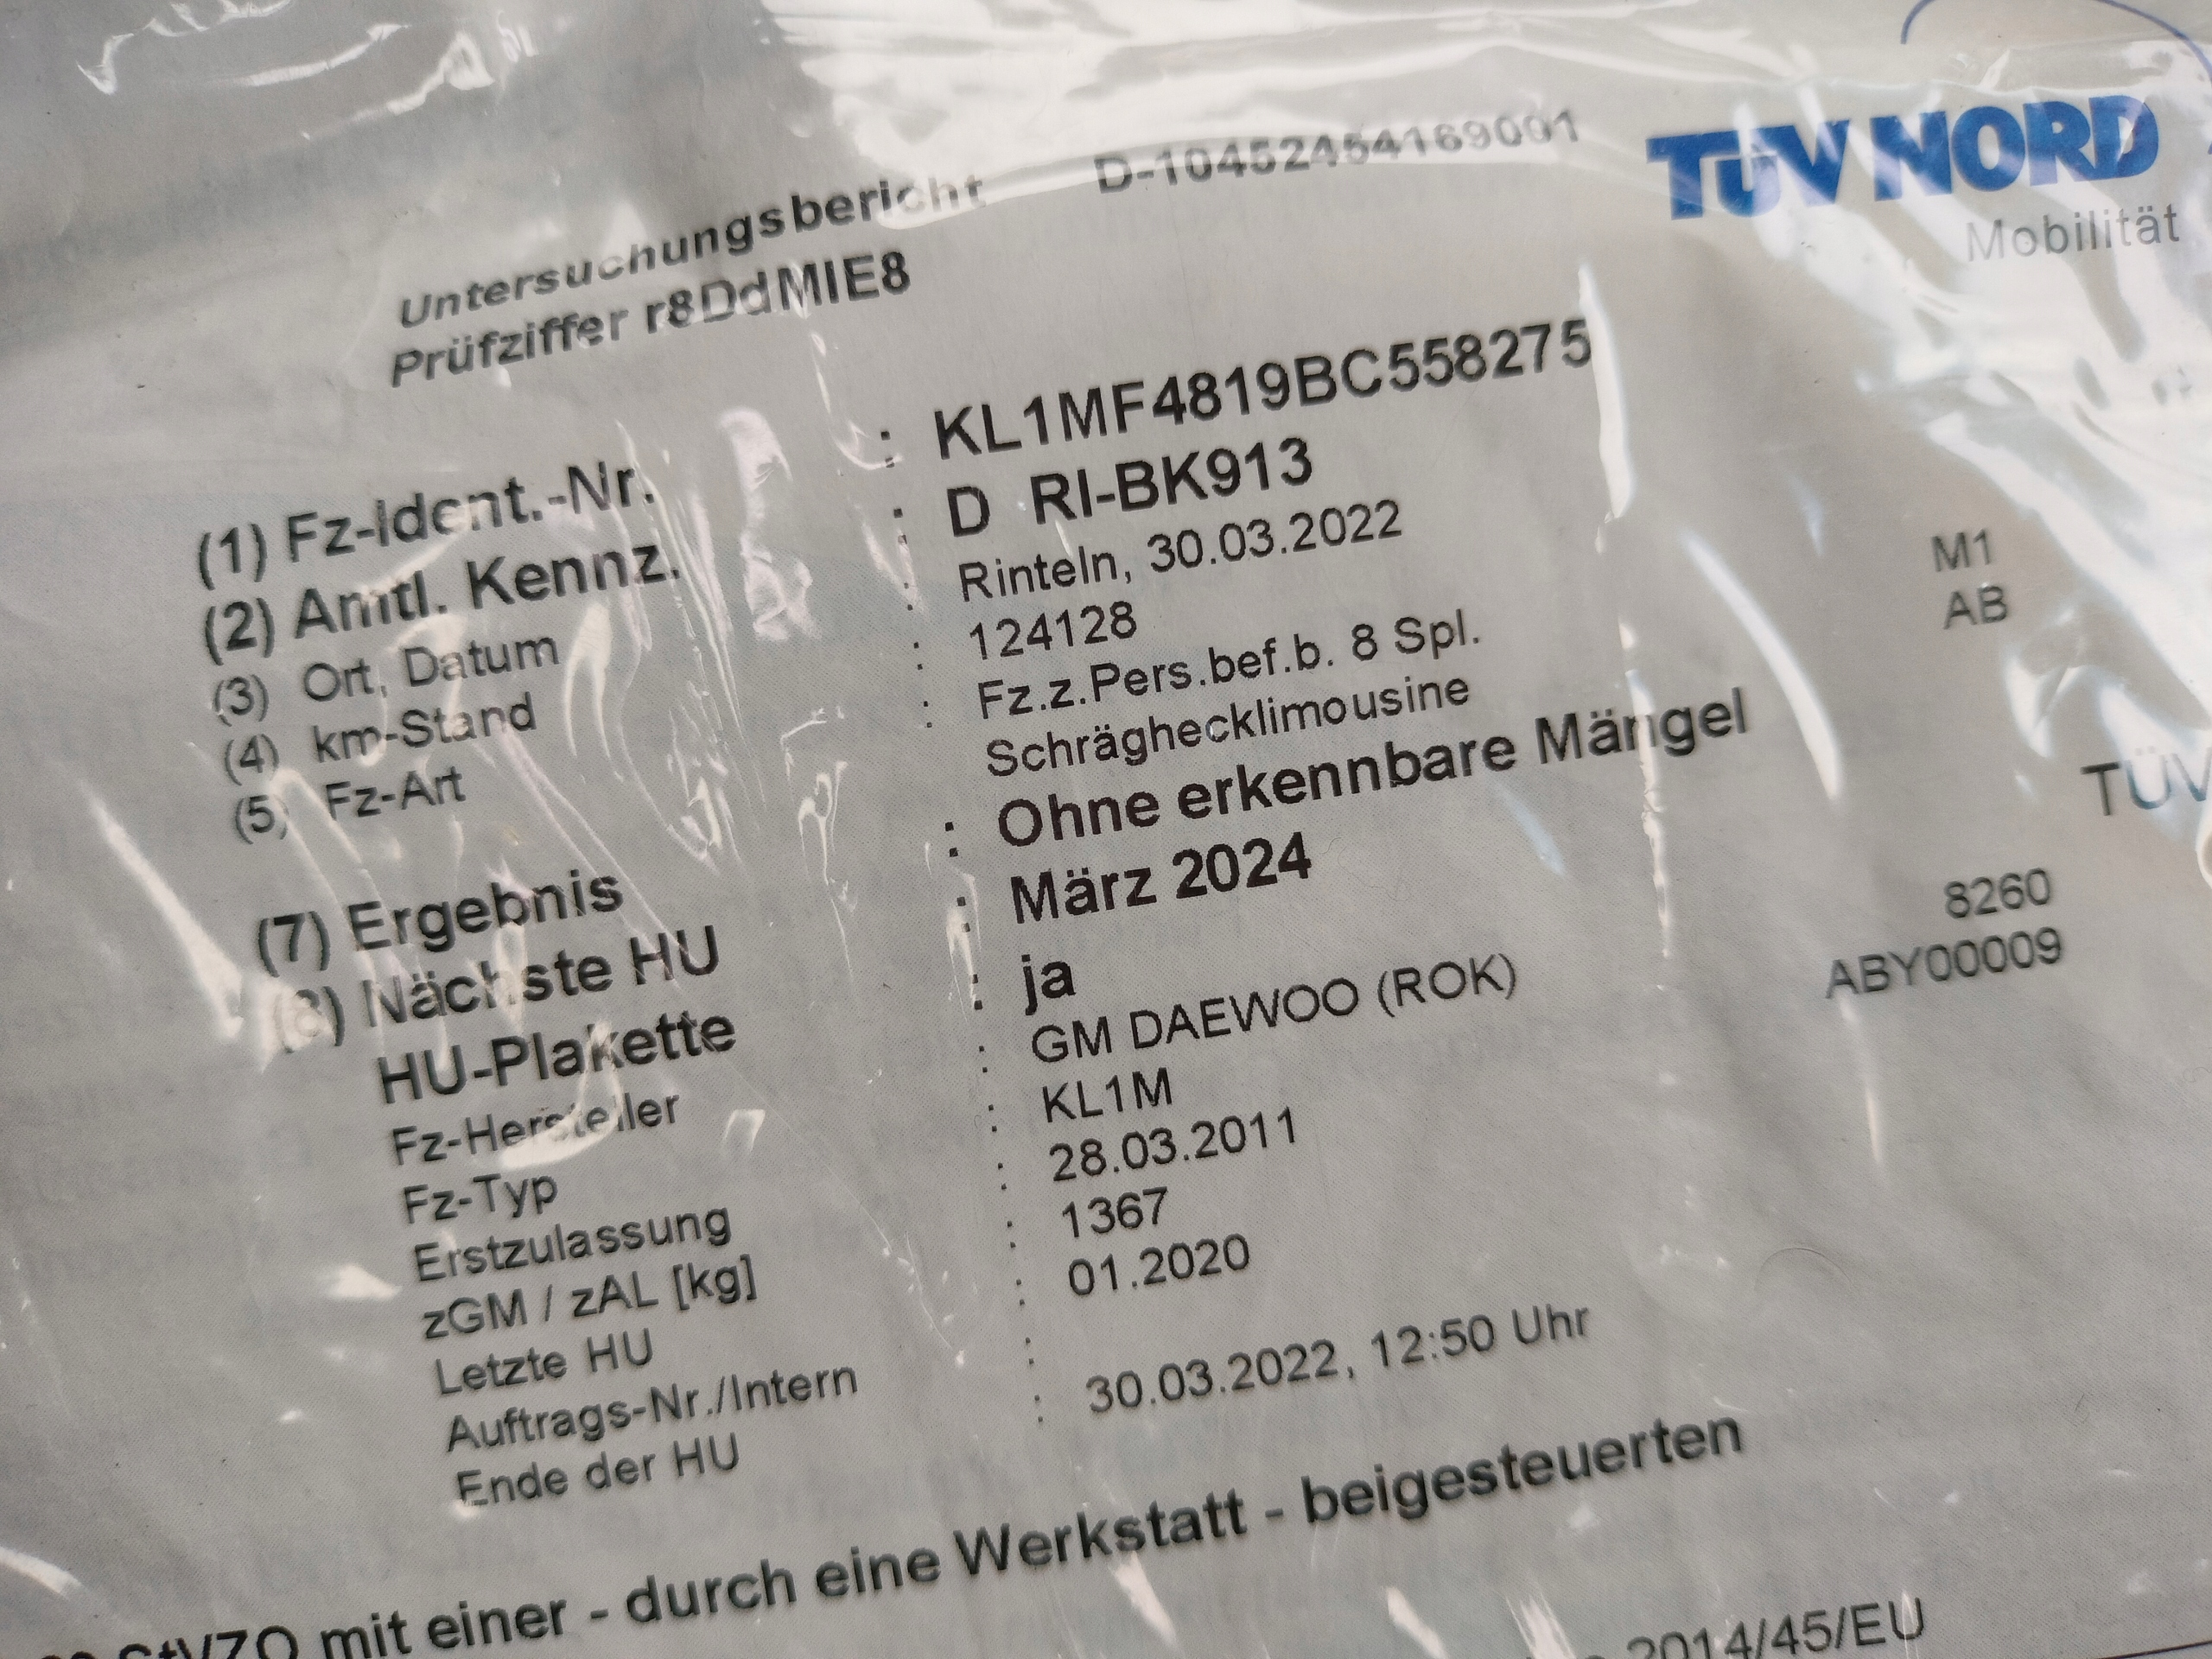 TÜV NORD
Mobilität
Untersuchungsbericht D-10452454169001
Prüfziffer r8DdMIE8
(1) Fz-Ident.-Nr. : KL1MF4819BC558275
(2) Amtl. Kennz. : D RI-BK913
(3) Ort, Datum : Rinteln, 30.03.2022
(4) km-Stand : 124128
(5) Fz-Art : Fz.z.Pers.bef.b. 8 Spl. M1
Schräghecklimousine AB
(7) Ergebnis : Ohne erkennbare Mängel
(8) Nächste HU : März 2024 TÜV
HU-Plakette : ja
Fz-Hersteller : GM DAEWOO (ROK) 8260
Fz-Typ : KL1M ABY00009
Erstzulassung : 28.03.2011
zGM / zAL [kg] : 1367
Letzte HU : 01.2020
Auftrags-Nr./Intern :
Ende der HU : 30.03.2022, 12:50 Uhr
StVZO mit einer - durch eine Werkstatt - beigesteuerten
2014/45/EU